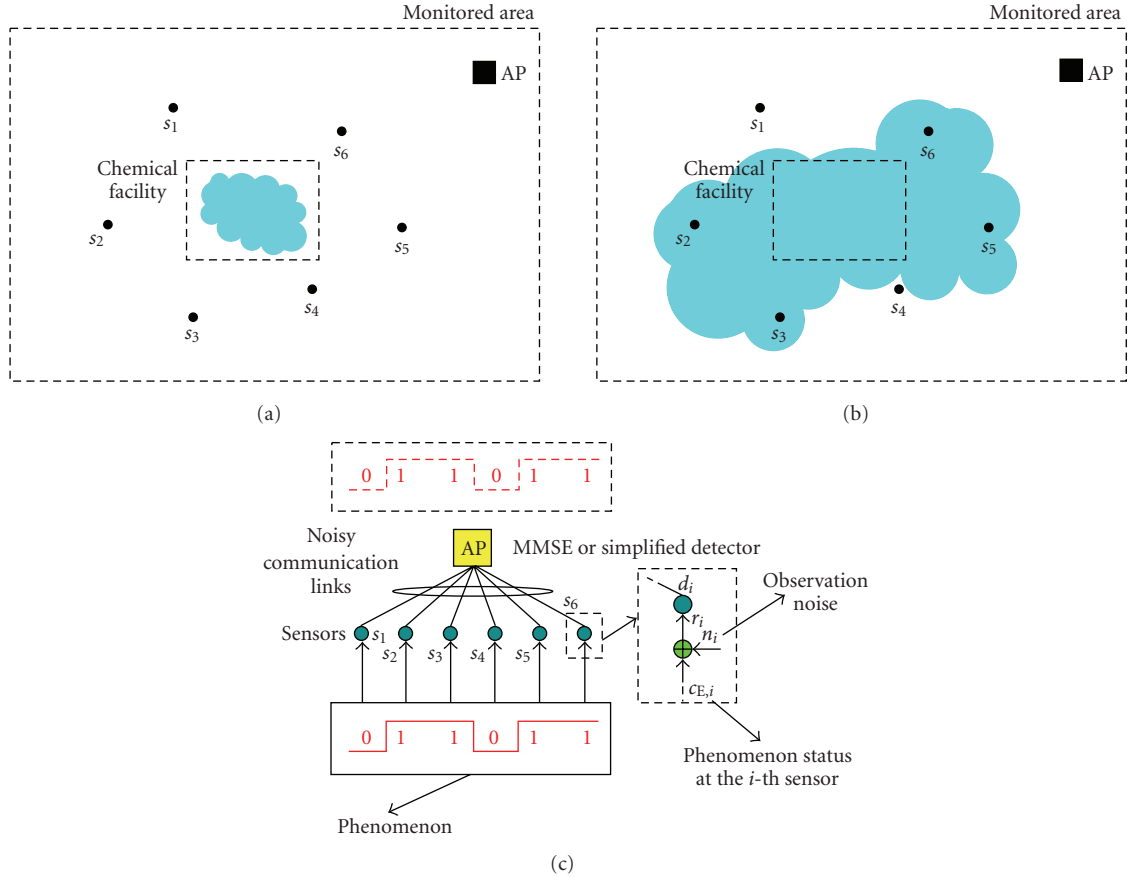 Monitored area
AP
s1
s6
Chemical
facility
s2
s5
s4
s3
(a)
Monitored area
AP
s1
s6
Chemical
facility
s2
s5
s4
s3
(b)
0 1 1 0 1 1
Noisy
communication
links
AP
MMSE or simplified detector
Observation
noise
Sensors
s1
s2
s3
s4
s5
s6
di
ri
ni
cE,i
0 1 1 0 1 1
Phenomenon status
at the i-th sensor
Phenomenon
(c)